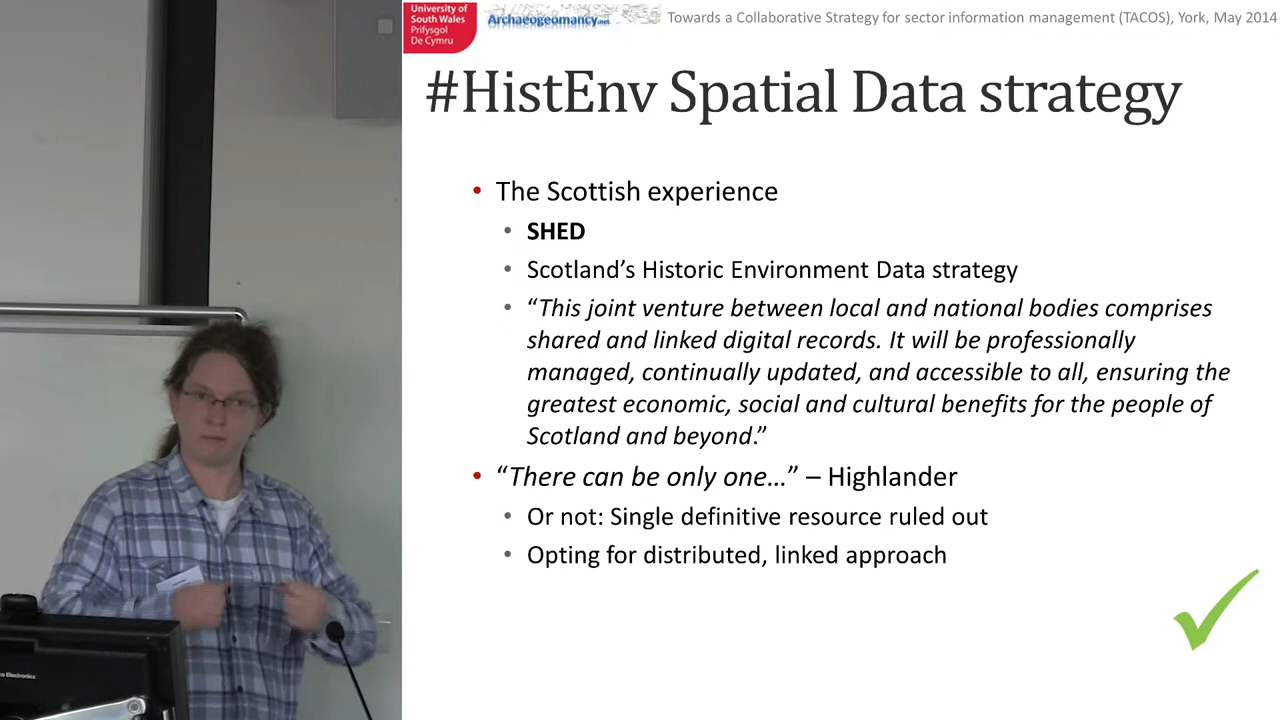 University of
South Wales
Prifysgol
De Cymru
Archaeogeomancy.net
Towards a Collaborative Strategy for sector information management (TACOS), York, May 2014
#HistEnv Spatial Data strategy
• The Scottish experience
• SHED
• Scotland’s Historic Environment Data strategy
• “This joint venture between local and national bodies comprises
shared and linked digital records. It will be professionally
managed, continually updated, and accessible to all, ensuring the
greatest economic, social and cultural benefits for the people of
Scotland and beyond.”
• “There can be only one…” – Highlander
• Or not: Single definitive resource ruled out
• Opting for distributed, linked approach
Electronics